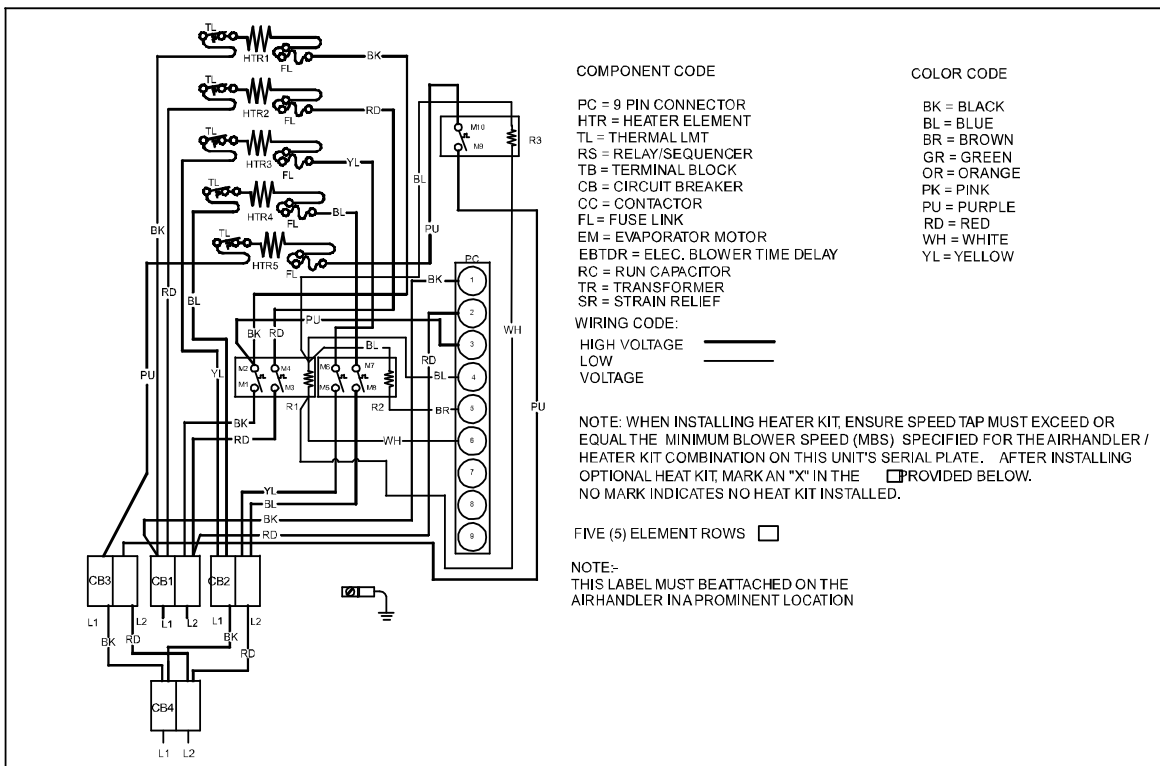 TL
HTR1
FL
BK
TL
HTR2
FL
RD
TL
HTR3
FL
YL
TL
HTR4
FL
BL
TL
HTR5
FL
M10
M9
R3
BL
PU
WH
PU
BK
RD
BL
PU
YL
PC
1
2
3
4
5
6
7
8
9
BK
RD
BL
BR
WH
BK
RD
PU
BL
M2
M4
M1
M3
R1
M6
M7
M5
M8
R2
BK
RD
YL
BL
BK
RD
CB3
CB1
CB2
L1
L2
L1
L2
L1
L2
BK
RD
BK
RD
CB4
L1
L2
COMPONENT CODE
PC = 9 PIN CONNECTOR
HTR = HEATER ELEMENT
TL = THERMAL LMT
RS = RELAY/SEQUENCER
TB = TERMINAL BLOCK
CB = CIRCUIT BREAKER
CC = CONTACTOR
FL = FUSE LINK
EM = EVAPORATOR MOTOR
EBTDR = ELEC. BLOWER TIME DELAY
RC = RUN CAPACITOR
TR = TRANSFORMER
SR = STRAIN RELIEF
WIRING CODE:
HIGH VOLTAGE
LOW
VOLTAGE
COLOR CODE
BK = BLACK
BL = BLUE
BR = BROWN
GR = GREEN
OR = ORANGE
PK = PINK
PU = PURPLE
RD = RED
WH = WHITE
YL = YELLOW
NOTE: WHEN INSTALLING HEATER KIT, ENSURE SPEED TAP MUST EXCEED OR
EQUAL THE MINIMUM BLOWER SPEED (MBS) SPECIFIED FOR THE AIRHANDLER /
HEATER KIT COMBINATION ON THIS UNIT'S SERIAL PLATE. AFTER INSTALLING
OPTIONAL HEAT KIT, MARK AN "X" IN THE PROVIDED BELOW.
NO MARK INDICATES NO HEAT KIT INSTALLED.
FIVE (5) ELEMENT ROWS
NOTE:-
THIS LABEL MUST BE ATTACHED ON THE
AIRHANDLER IN A PROMINENT LOCATION